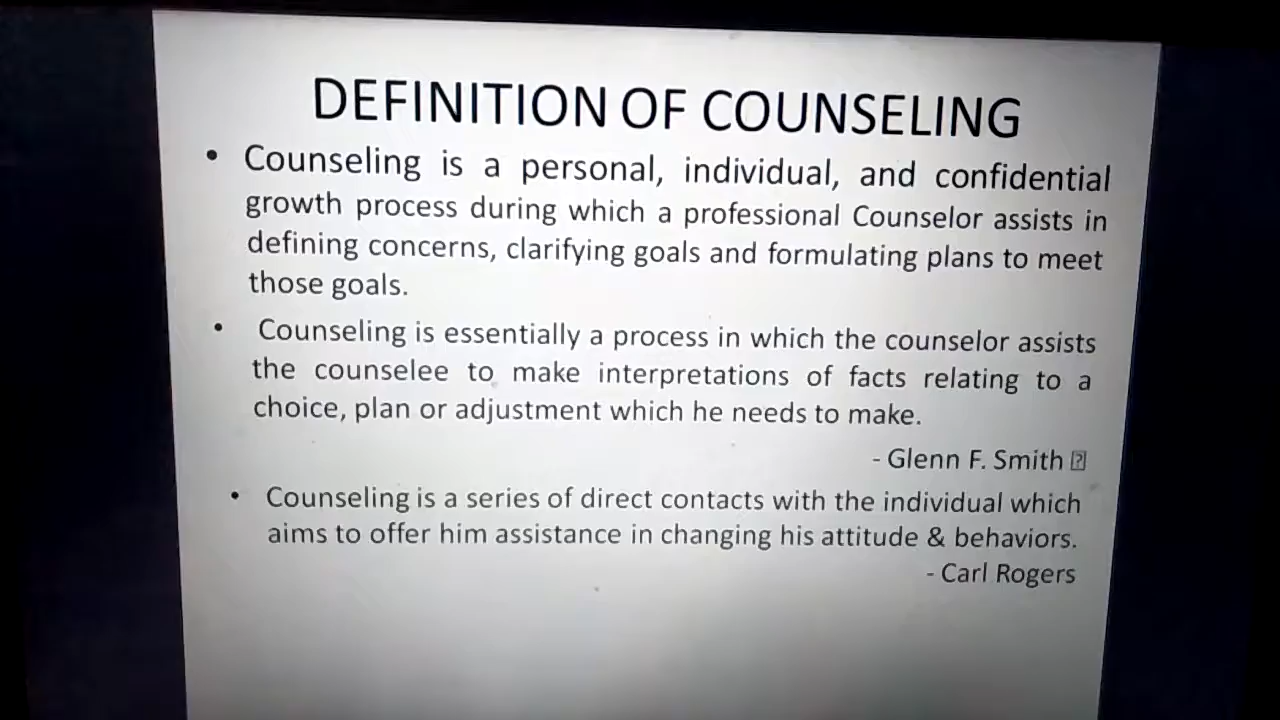 DEFINITION OF COUNSELING
• Counseling is a personal, individual, and confidential
growth process during which a professional Counselor assists in
defining concerns, clarifying goals and formulating plans to meet
those goals.
• Counseling is essentially a process in which the counselor assists
the counselee to make interpretations of facts relating to a
choice, plan or adjustment which he needs to make.
- Glenn F. Smith
• Counseling is a series of direct contacts with the individual which
aims to offer him assistance in changing his attitude & behaviors.
- Carl Rogers